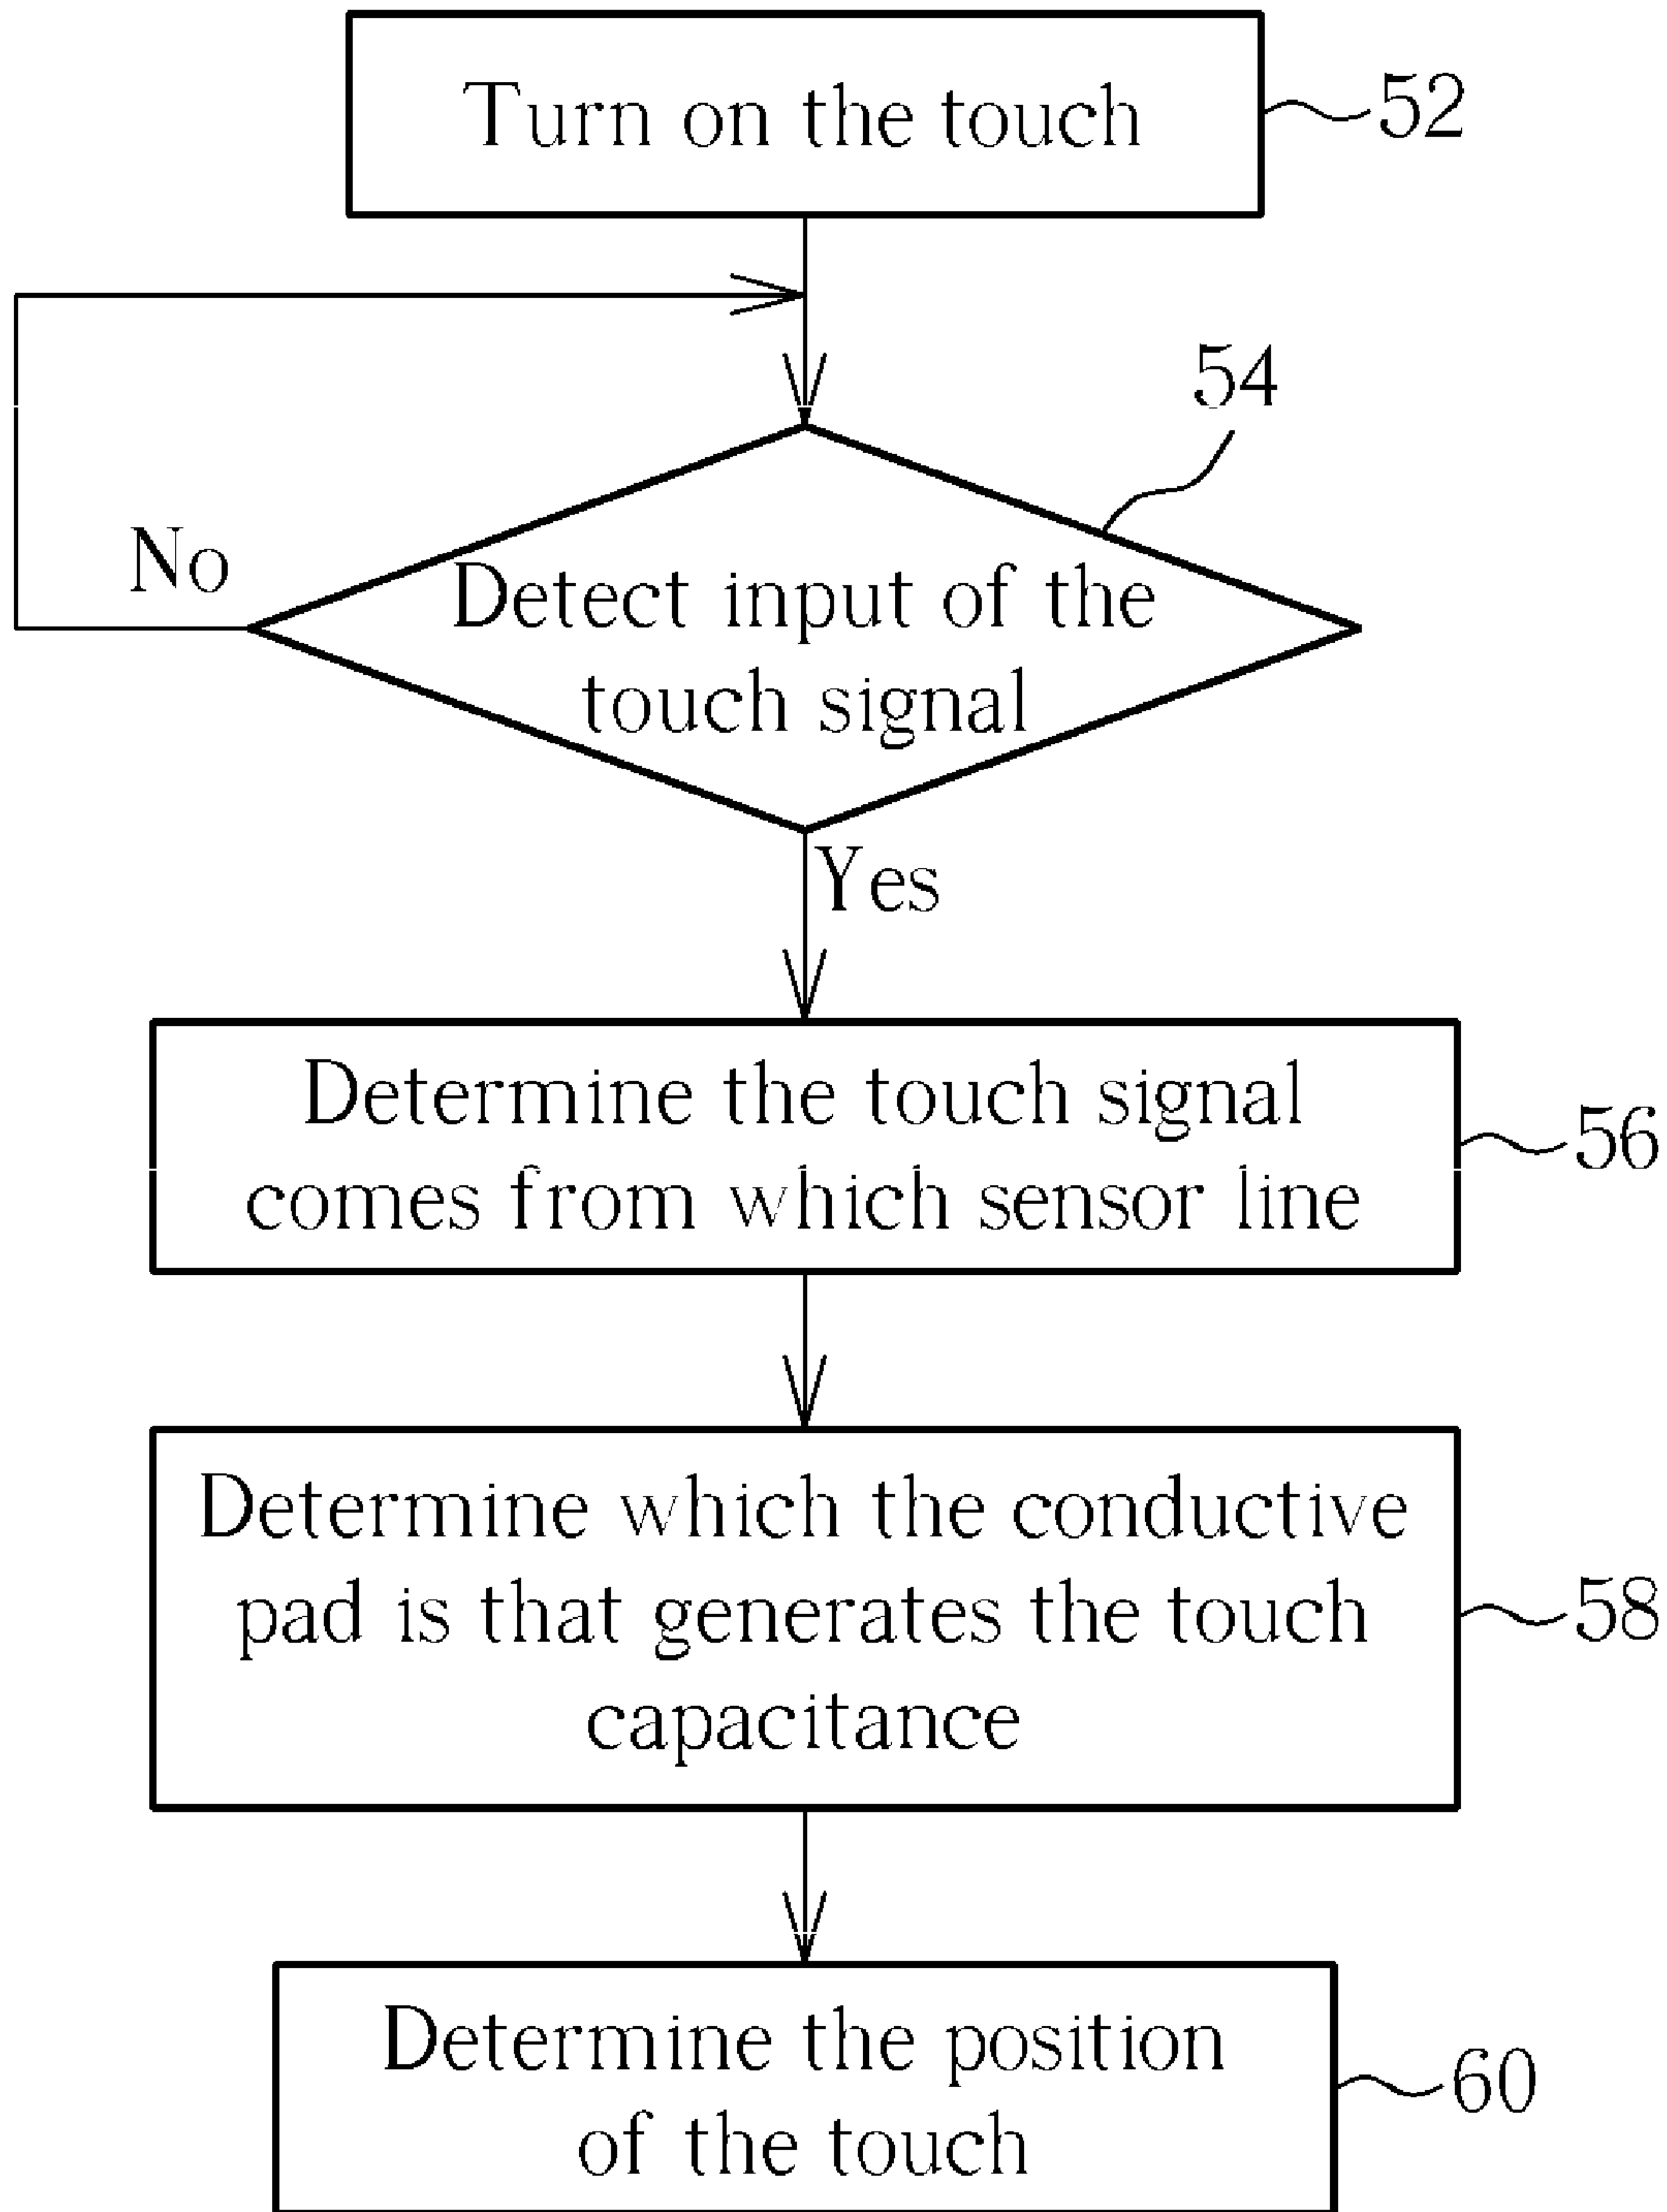 Turn on the touch
52
54
No
Detect input of the
touch signal
Yes
Determine the touch signal
comes from which sensor line
56
Determine which the conductive
pad is that generates the touch
capacitance
58
Determine the position
of the touch
60